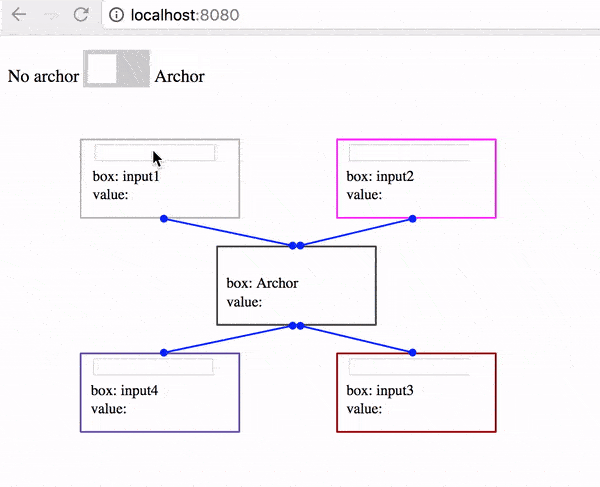 localhost:8080
No archor Archor
box: input1
value:
box: input2
value:
box: Archor
value:
box: input4
value:
box: input3
value: